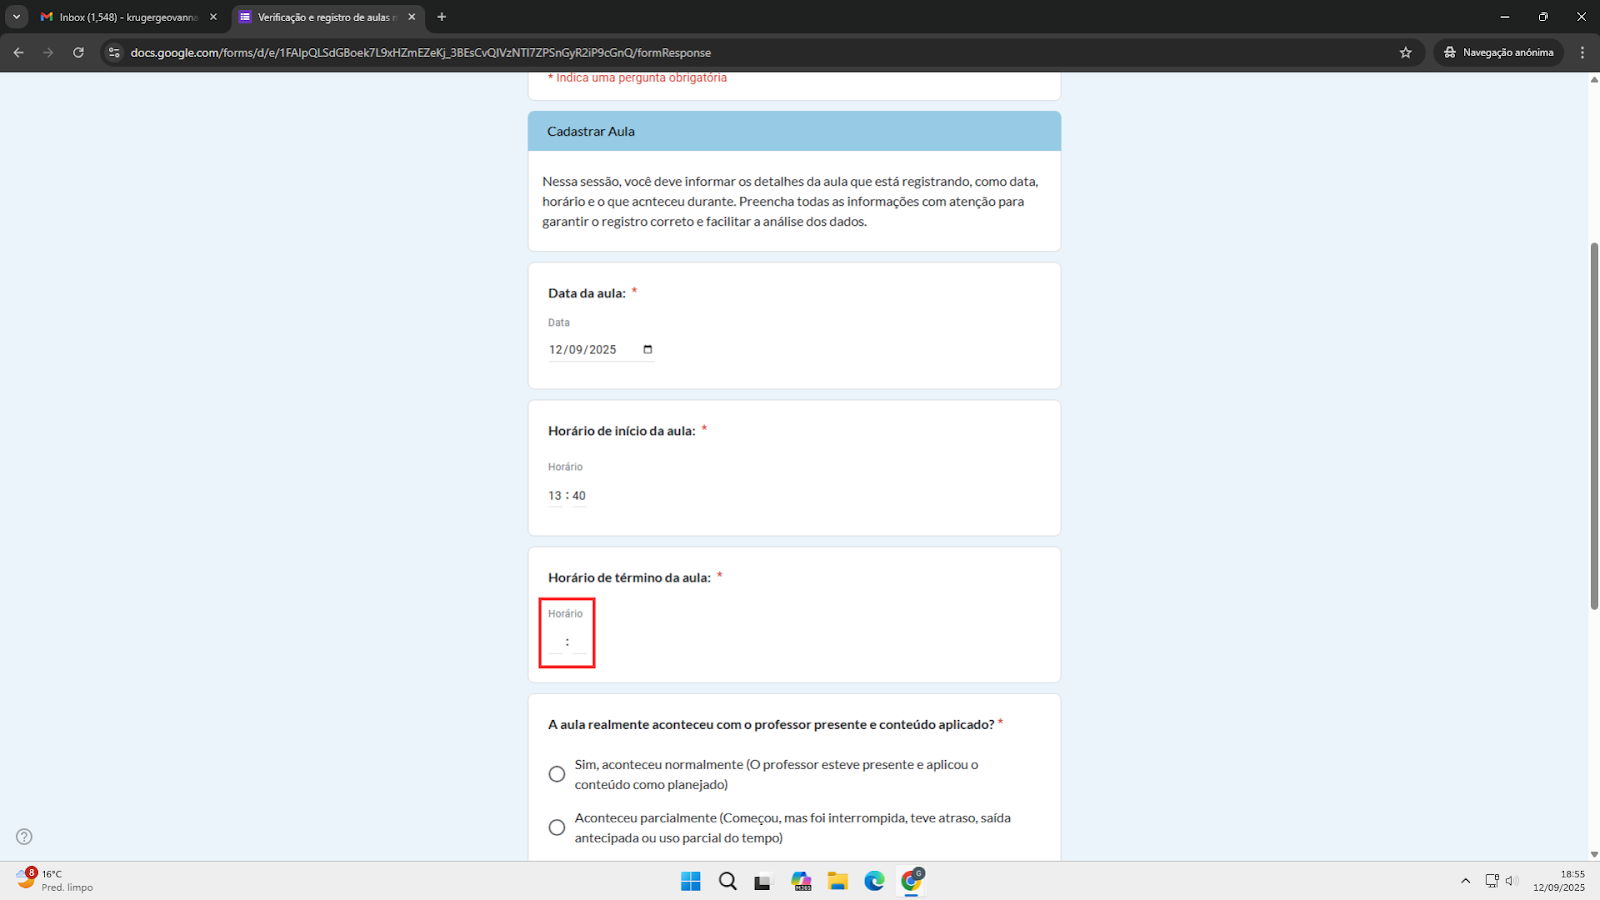 Inbox (1,548) - krugergeovanna
Verificação e registro de aulas n
docs.google.com/forms/d/e/1FAIpQLSdGBoek7L9xHZmEZeKj_3BEsCvQIVzNTI7ZPSnGyR2iP9cGnQ/formResponse
Navegação anónima
* Indica uma pergunta obrigatória
Cadastrar Aula
Nessa sessão, você deve informar os detalhes da aula que está registrando, como data,
horário e o que acnteceu durante. Preencha todas as informações com atenção para
garantir o registro correto e facilitar a análise dos dados.
Data da aula: *
Data
12/09/2025
Horário de início da aula: *
Horário
13 : 40
Horário de término da aula: *
Horário
:
A aula realmente aconteceu com o professor presente e conteúdo aplicado? *
Sim, aconteceu normalmente (O professor esteve presente e aplicou o
conteúdo como planejado)
Aconteceu parcialmente (Começou, mas foi interrompida, teve atraso, saída
antecipada ou uso parcial do tempo)
8
16°C
Pred. limpo
M365
G
18:55
12/09/2025